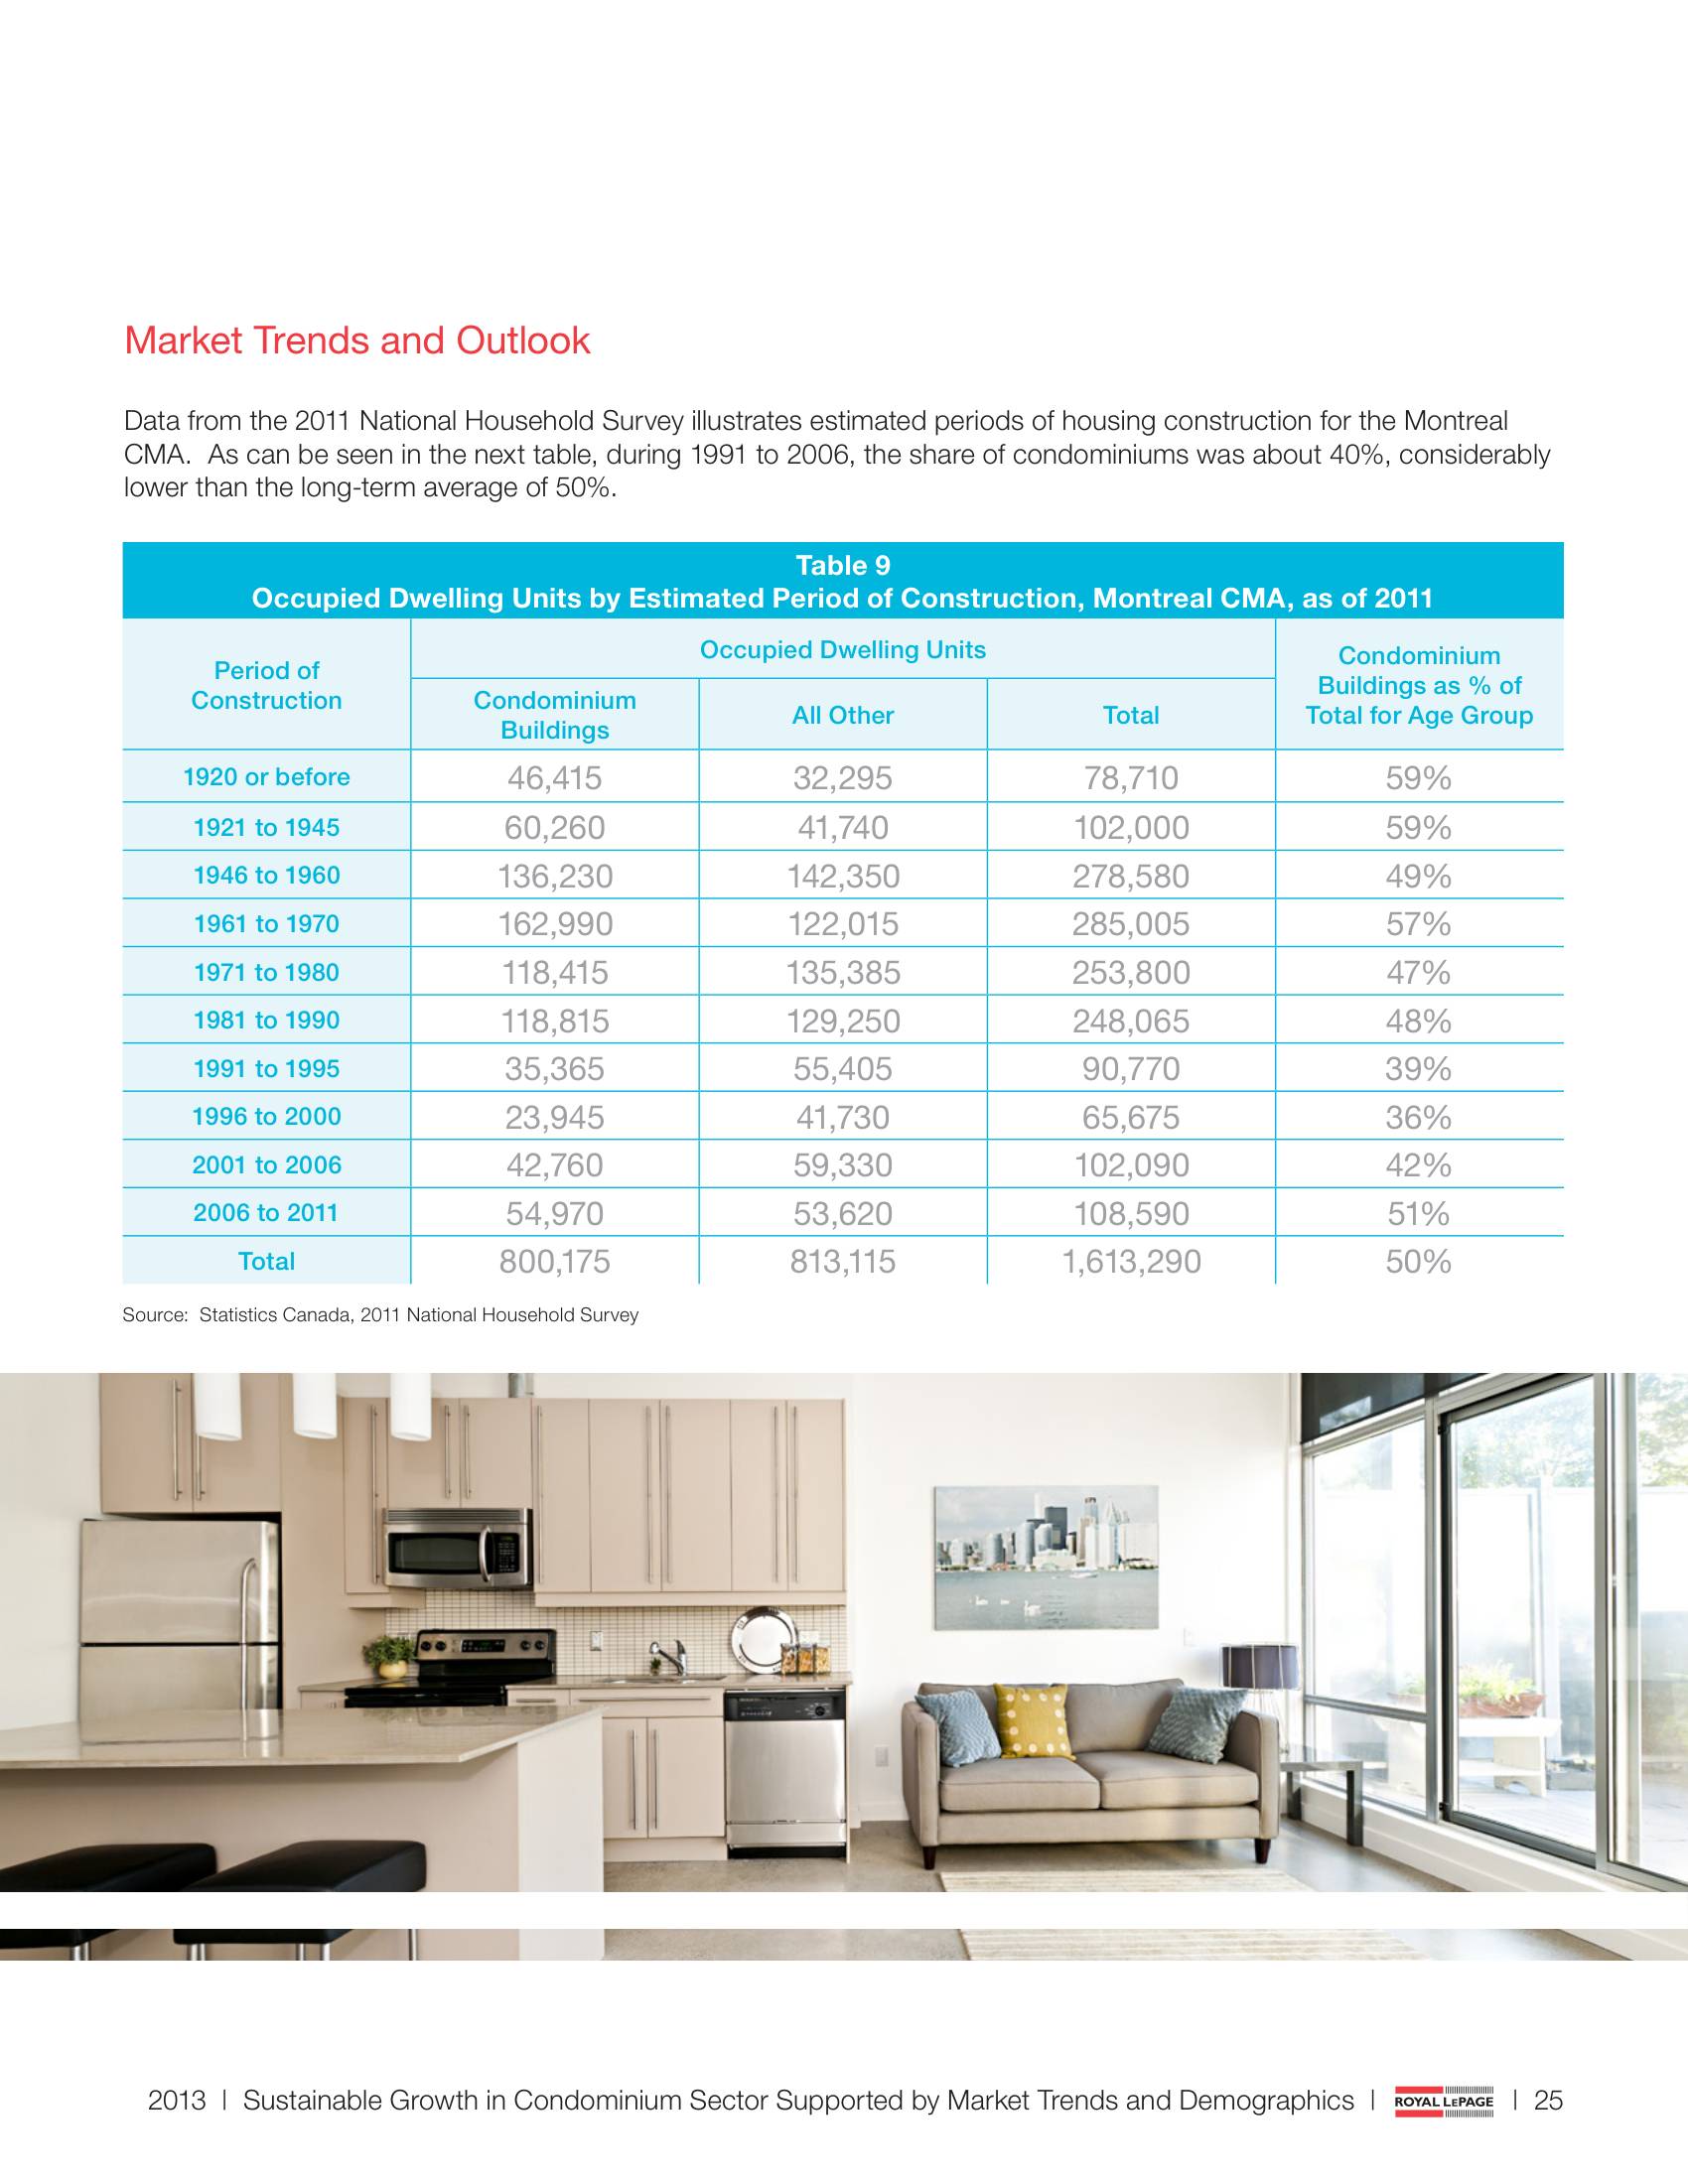 Market Trends and Outlook
Data from the 2011 National Household Survey illustrates estimated periods of housing construction for the Montreal
CMA.  As can be seen in the next table, during 1991 to 2006, the share of condominiums was about 40%, considerably
lower than the long-term average of 50%.
Table 9
Occupied Dwelling Units by Estimated Period of Construction, Montreal CMA, as of 2011
Period of
Construction
Occupied Dwelling Units
Condominium
Buildings as % of
Total for Age Group
Condominium
Buildings
All Other
Total
1920 or before 46,415 32,295 78,710 59%
1921 to 1945 60,260 41,740 102,000 59%
1946 to 1960 136,230 142,350 278,580 49%
1961 to 1970 162,990 122,015 285,005 57%
1971 to 1980 118,415 135,385 253,800 47%
1981 to 1990 118,815 129,250 248,065 48%
1991 to 1995 35,365 55,405 90,770 39%
1996 to 2000 23,945 41,730 65,675 36%
2001 to 2006 42,760 59,330 102,090 42%
2006 to 2011 54,970 53,620 108,590 51%
Total 800,175 813,115 1,613,290 50%
Source:  Statistics Canada, 2011 National Household Survey
2013 | Sustainable Growth in Condominium Sector Supported by Market Trends and Demographics | ROYAL LEPAGE | 25